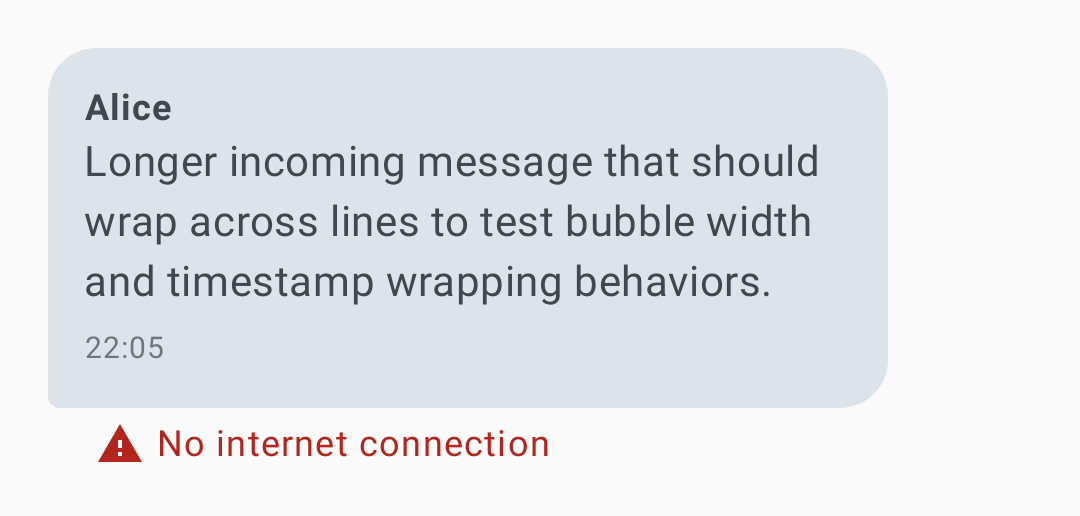 Alice
Longer incoming message that should
wrap across lines to test bubble width
and timestamp wrapping behaviors.
22:05
No internet connection